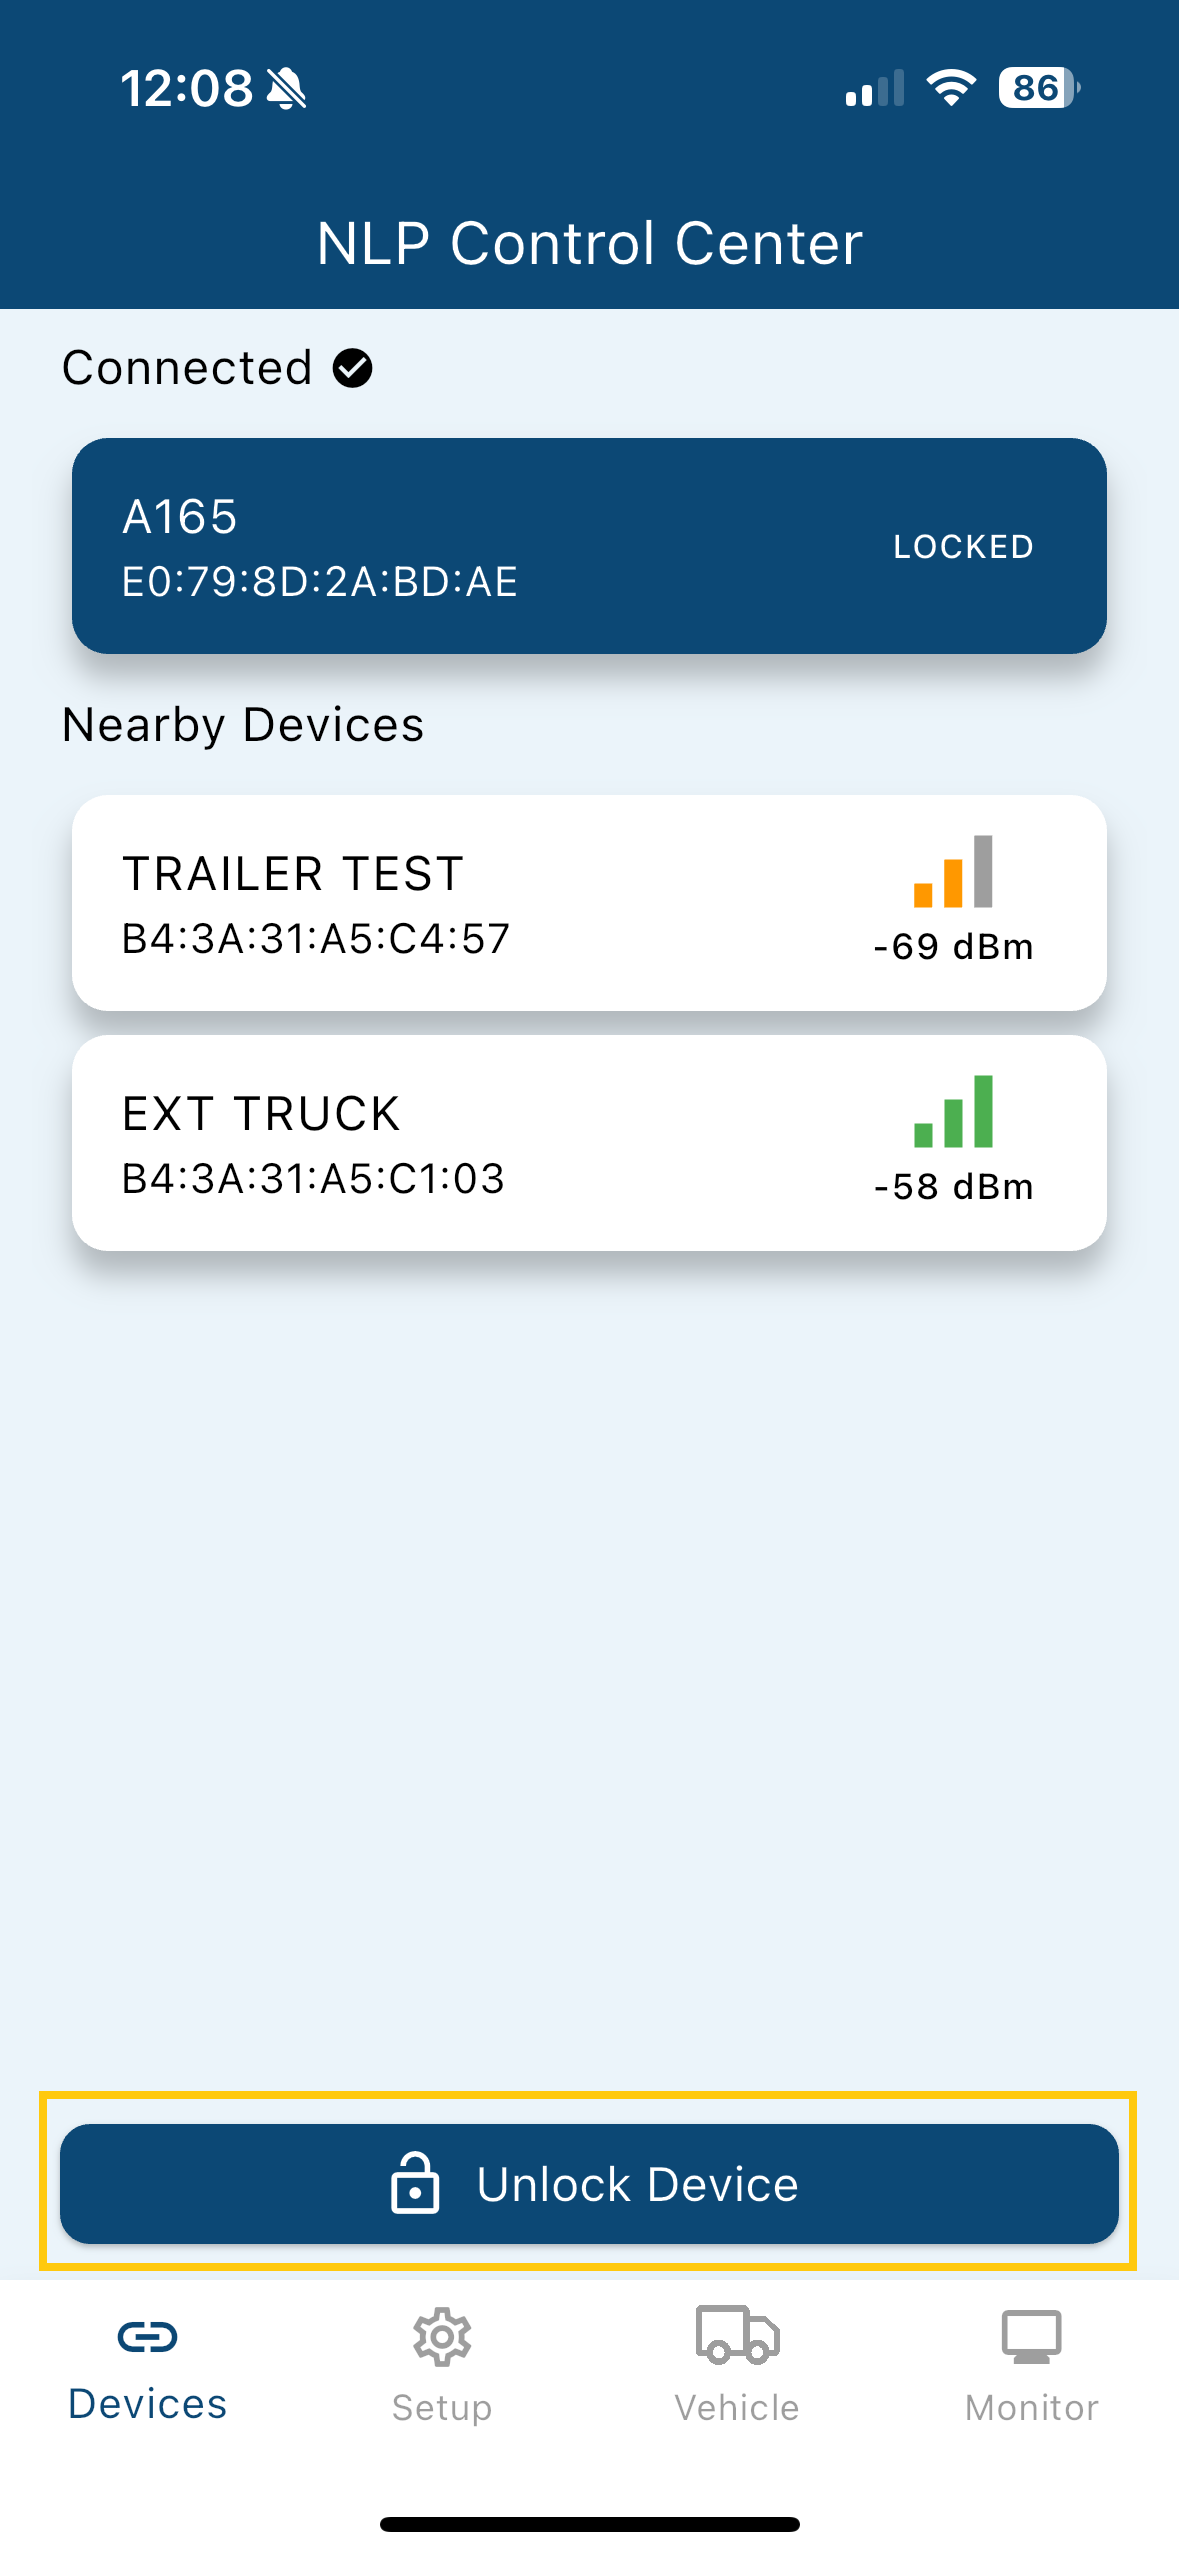 12:08
86
NLP Control Center
Connected
A165
E0:79:8D:2A:BD:AE
LOCKED
Nearby Devices
TRAILER TEST
B4:3A:31:A5:C4:57
-69 dBm
EXT TRUCK
B4:3A:31:A5:C1:03
-58 dBm
Unlock Device
Devices
Setup
Vehicle
Monitor